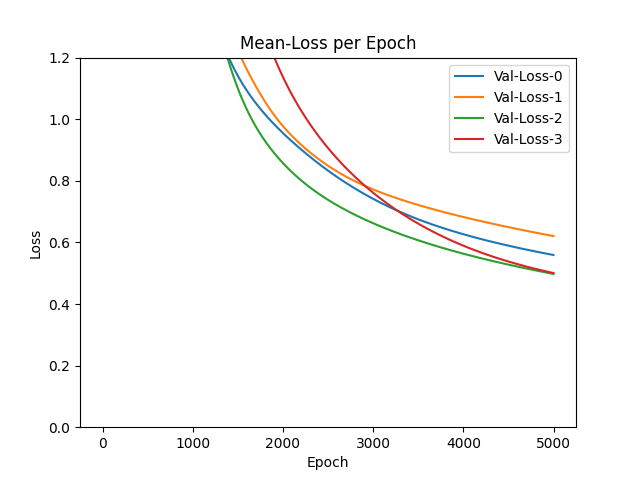 Mean-Loss per Epoch
Val-Loss-0
Val-Loss-1
Val-Loss-2
Val-Loss-3
Loss
1.2
1.0
0.8
0.6
0.4
0.2
0.0
0 1000 2000 3000 4000 5000
Epoch